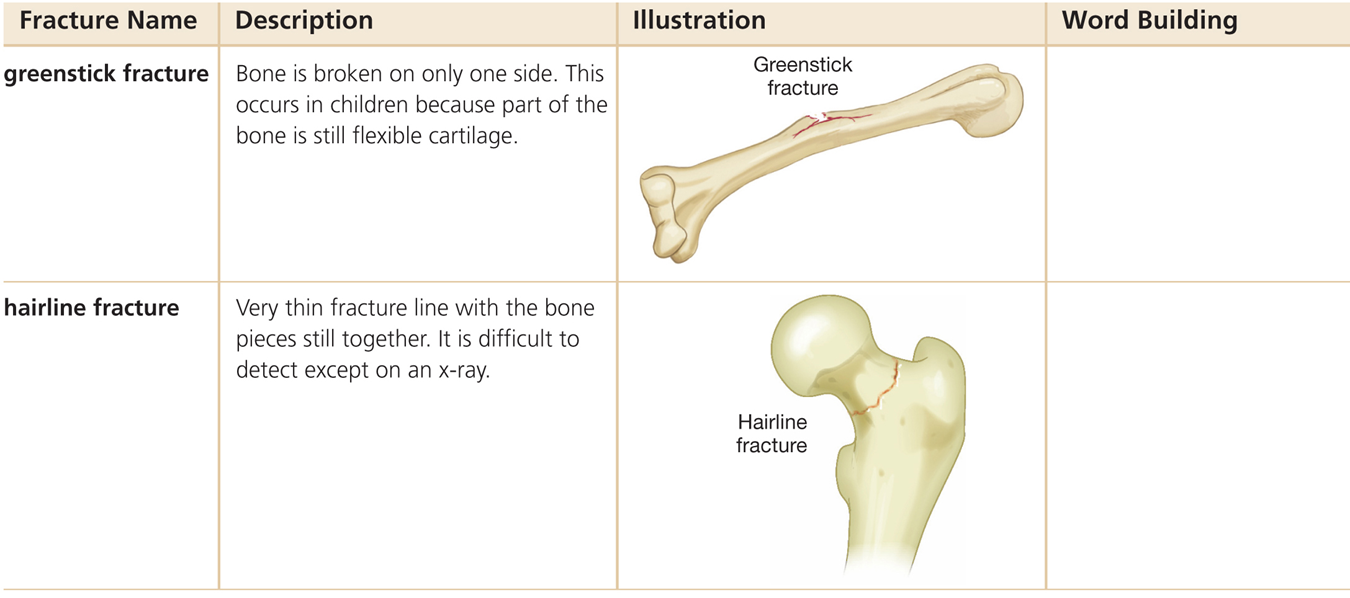 Fracture Name Description Illustration Word Building
greenstick fracture
Bone is broken on only one side. This
occurs in children because part of the
bone is still flexible cartilage.
Greenstick
fracture
hairline fracture
Very thin fracture line with the bone
pieces still together. It is difficult to
detect except on an x-ray.
Hairline
fracture